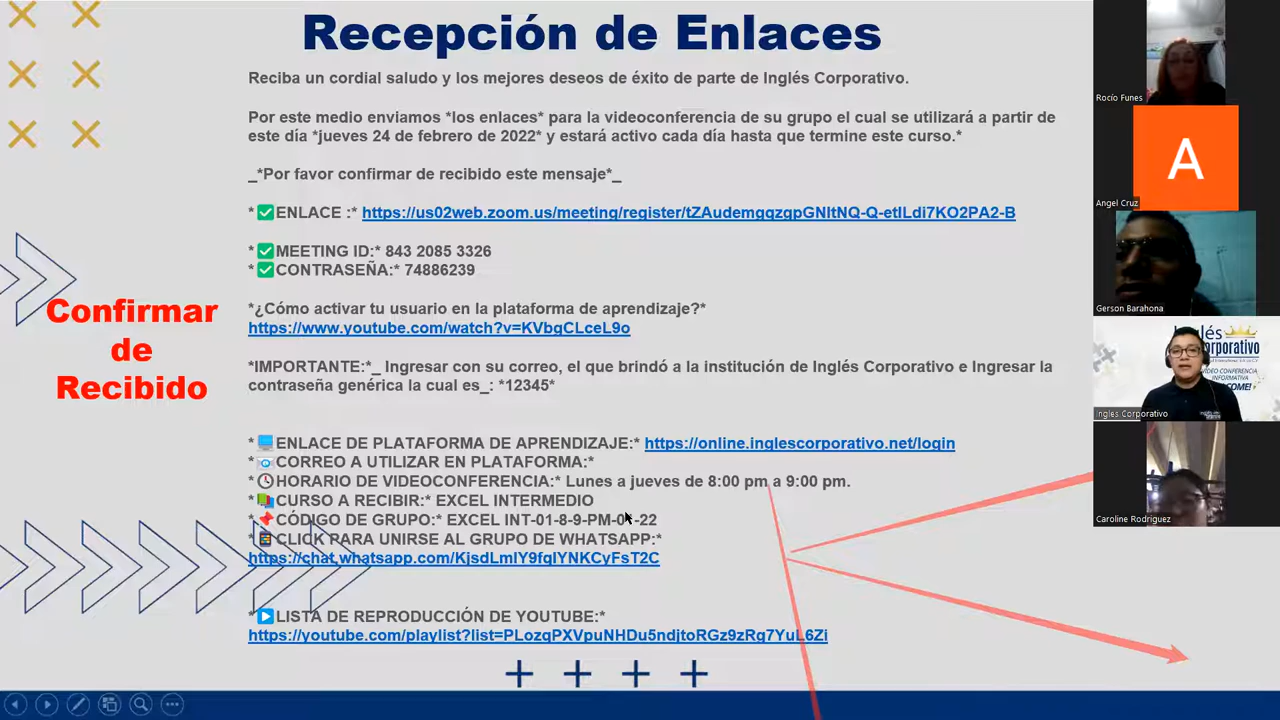 Recepción de Enlaces
Reciba un cordial saludo y los mejores deseos de éxito de parte de Inglés Corporativo.
Por este medio enviamos *los enlaces* para la videoconferencia de su grupo el cual se utilizará a partir de
este día *jueves 24 de febrero de 2022* y estará activo cada día hasta que termine este curso.*
_*Por favor confirmar de recibido este mensaje*_
*✅ENLACE :* https://us02web.zoom.us/meeting/register/tZAudemgqzgpGNItNQ-Q-etILdi7KO2PA2-B
*✅MEETING ID:* 843 2085 3326
*✅CONTRASEÑA:* 74886239
*¿Cómo activar tu usuario en la plataforma de aprendizaje?*
https://www.youtube.com/watch?v=KVbgCLceL9o
*IMPORTANTE:*_ Ingresar con su correo, el que brindó a la institución de Inglés Corporativo e Ingresar la
contraseña genérica la cual es_: *12345*
Confirmar
de
Recibido
*💻ENLACE DE PLATAFORMA DE APRENDIZAJE:* https://online.inglescorporativo.net/login
*📧CORREO A UTILIZAR EN PLATAFORMA:*
*🕒HORARIO DE VIDEOCONFERENCIA:* Lunes a jueves de 8:00 pm a 9:00 pm.
*📚CURSO A RECIBIR:* EXCEL INTERMEDIO
*📌CÓDIGO DE GRUPO:* EXCEL INT-01-8-9-PM-0 -22
*📱CLICK PARA UNIRSE AL GRUPO DE WHATSAPP:*
https://chat.whatsapp.com/KjsdLmIY9fqIYNKCyFsT2C
*▶LISTA DE REPRODUCCIÓN DE YOUTUBE:*
https://youtube.com/playlist?list=PLozqPXVpuNHDu5ndjtoRGz9zRq7YuL6Zi
Rocío Funes
A
Angel Cruz
Gerson Barahona
Inglés
Corporativo
VIDEO CONFERENCIA
INFORMATIVA
Ingles Corporativo
Caroline Rodriguez